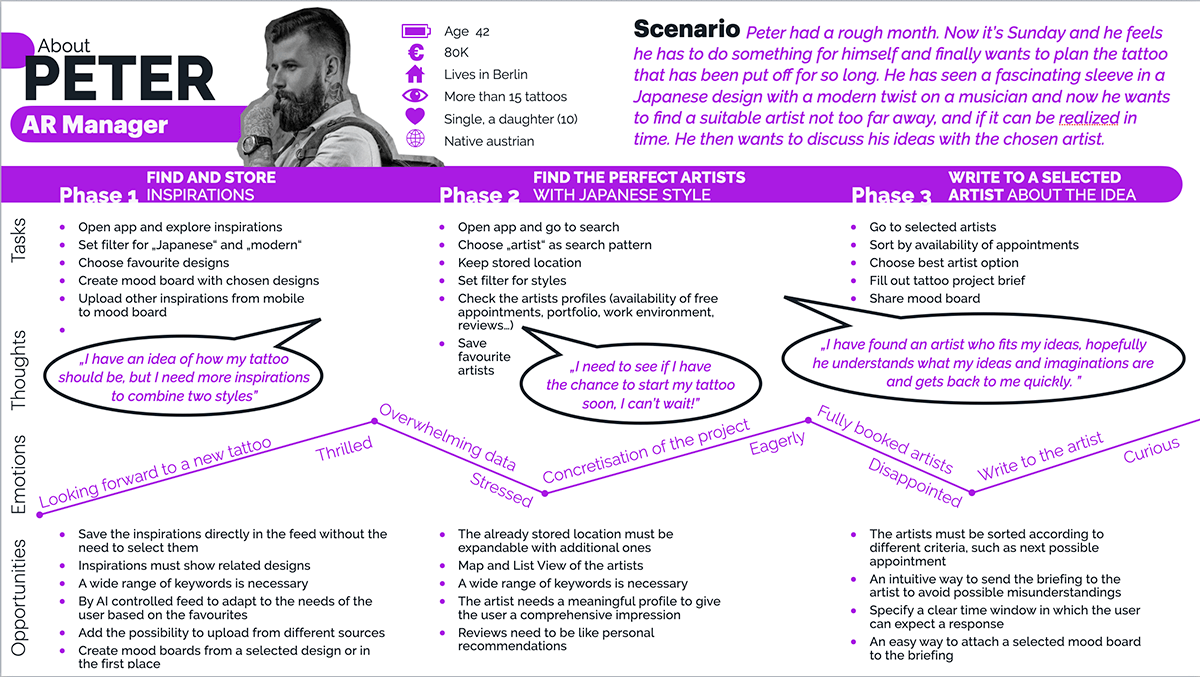 About
PETER
AR Manager
Age 42
80K
Lives in Berlin
More than 15 tattoos
Single, a daughter (10)
Native austrian
Scenario Peter had a rough month. Now it's Sunday and he feels
he has to do something for himself and finally wants to plan the tattoo
that has been put off for so long. He has seen a fascinating sleeve in a
Japanese design with a modern twist on a musician and now he wants
to find a suitable artist not too far away, and if it can be realized in
time. He then wants to discuss his ideas with the chosen artist.
Phase 1
FIND AND STORE
INSPIRATIONS
Phase 2
FIND THE PERFECT ARTISTS
WITH JAPANESE STYLE
Phase 3
WRITE TO A SELECTED
ARTIST ABOUT THE IDEA
Tasks
Open app and explore inspirations
Set filter for „Japanese“ and „modern“
Choose favourite designs
Create mood board with chosen designs
Upload other inspirations from mobile
to mood board
Open app and go to search
Choose „artist“ as search pattern
Keep stored location
Set filter for styles
Check the artists profiles (availability of free
appointments, portfolio, work environment,
reviews…)
Save
favourite
artists
Go to selected artists
Sort by availability of appointments
Choose best artist option
Fill out tattoo project brief
Share mood board
Thoughts
„I have an idea of how my tattoo
should be, but I need more inspirations
to combine two styles”
„I need to see if I have
the chance to start my tattoo
soon, I can’t wait!”
„I have found an artist who fits my ideas, hopefully
he understands what my ideas and imaginations are
and gets back to me quickly. ”
Emotions
Looking forward to a new tattoo
Thrilled
Overwhelming data
Stressed
Concretisation of the project
Eagerly
Fully booked artists
Disappointed
Write to the artist
Curious
Opportunities
Save the inspirations directly in the feed without the
need to select them
Inspirations must show related designs
A wide range of keywords is necessary
By AI controlled feed to adapt to the needs of the
user based on the favourites
Add the possibility to upload from different sources
Create mood boards from a selected design or in
the first place
The already stored location must be
expandable with additional ones
Map and List View of the artists
A wide range of keywords is necessary
The artist needs a meaningful profile to give
the user a comprehensive impression
Reviews need to be like personal
recommendations
The artists must be sorted according to
different criteria, such as next possible
appointment
An intuitive way to send the briefing to the
artist to avoid possible misunderstandings
Specify a clear time window in which the user
can expect a response
An easy way to attach a selected mood board
to the briefing